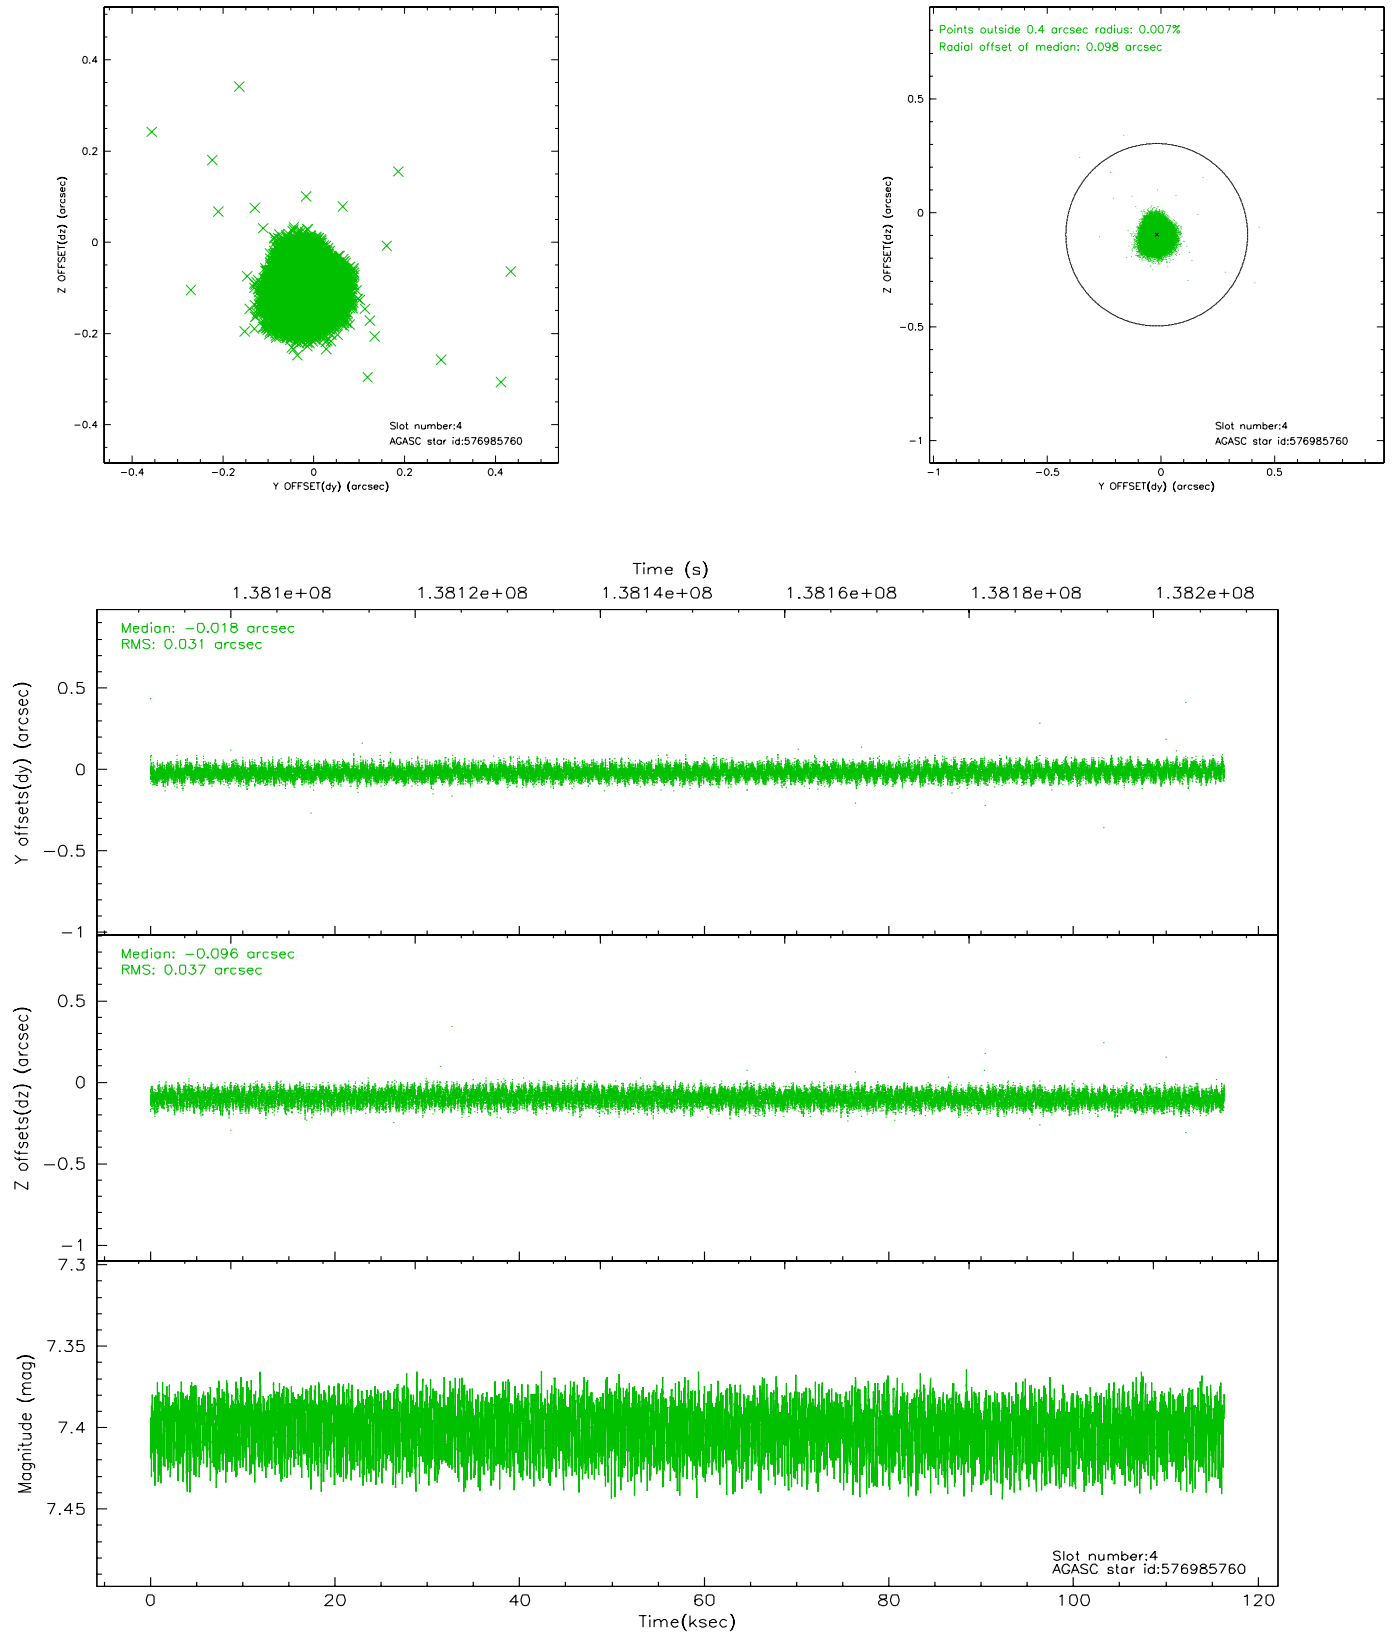 0.4
0.2
0
-0.2
-0.4
Z OFFSET(dz) (arcsec)
Slot number:4
AGASC star id:576985760
-0.4 -0.2 0 0.2 0.4
Y OFFSET(dy) (arcsec)
Points outside 0.4 arcsec radius: 0.007%
Radial offset of median: 0.098 arcsec
0.5
0
-0.5
-1
Z OFFSET(dz) (arcsec)
Slot number:4
AGASC star id:576985760
-1 -0.5 0 0.5
Y OFFSET(dy) (arcsec)
Time (s)
1.381e+08 1.3812e+08 1.3814e+08 1.3816e+08 1.3818e+08 1.382e+08
Median: -0.018 arcsec
RMS: 0.031 arcsec
0.5
0
-0.5
-1
Y offsets(dy) (arcsec)
Median: -0.096 arcsec
RMS: 0.037 arcsec
0.5
0
-0.5
-1
Z offsets(dz) (arcsec)
7.3
7.35
7.4
7.45
Magnitude (mag)
Slot number:4
AGASC star id:576985760
0 20 40 60 80 100 120
Time(ksec)